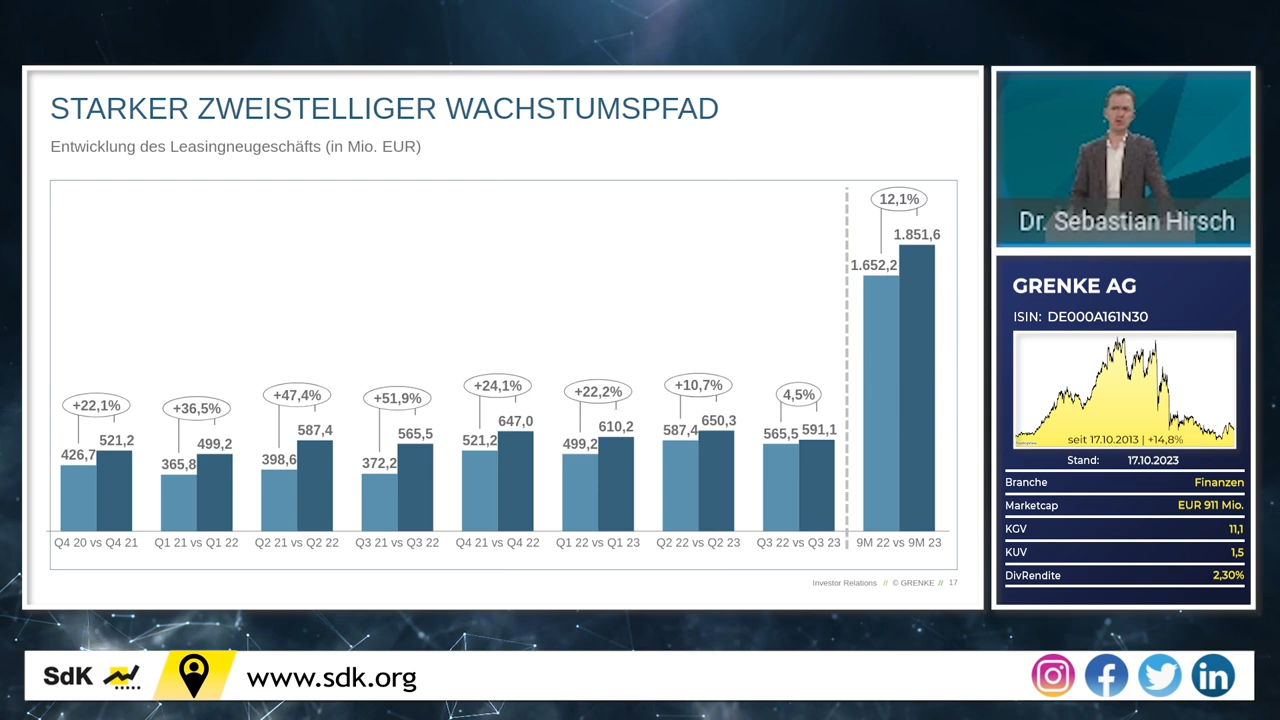 STARKER ZWEISTELLIGER WACHSTUMSPFAD
Entwicklung des Leasingneugeschäfts (in Mio. EUR)
+22,1%
426,7
521,2
Q4 20 vs Q4 21
+36,5%
365,8
499,2
Q1 21 vs Q1 22
+47,4%
398,6
587,4
Q2 21 vs Q2 22
+51,9%
372,2
565,5
Q3 21 vs Q3 22
+24,1%
521,2
647,0
Q4 21 vs Q4 22
+22,2%
499,2
610,2
Q1 22 vs Q1 23
+10,7%
587,4
650,3
Q2 22 vs Q2 23
4,5%
565,5
591,1
Q3 22 vs Q3 23
12,1%
1.652,2
1.851,6
9M 22 vs 9M 23
Investor Relations // © GRENKE // 17
Dr. Sebastian Hirsch
GRENKE AG
ISIN: DE000A161N30
seit 17.10.2013 | +14,8%
Stand: 17.10.2023
Branche Finanzen
Marketcap EUR 911 Mio.
KGV 11,1
KUV 1,5
DivRendite 2,30%
SdK
www.sdk.org